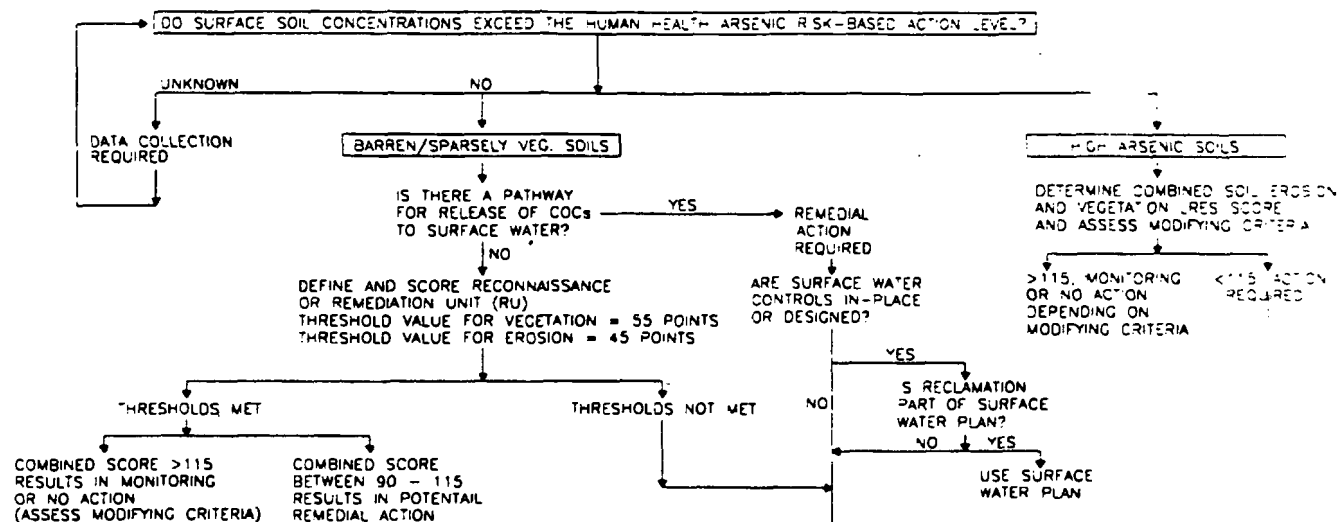 DO SURFACE SOIL CONCENTRATIONS EXCEED THE HUMAN HEALTH ARSENIC RISK-BASED ACTION LEVEL?
UNKNOWN
NO
DATA COLLECTION
REQUIRED
BARREN/SPARSELY VEG. SOILS
HIGH ARSENIC SOILS
IS THERE A PATHWAY
FOR RELEASE OF COCs
TO SURFACE WATER?
YES
NO
REMEDIAL
ACTION
REQUIRED
DETERMINE COMBINED SOIL EROSION
AND VEGETATION LRES SCORE
AND ASSESS MODIFYING CRITERIA
>115, MONITORING
OR NO ACTION
DEPENDING ON
MODIFYING CRITERIA
<115, ACTION
REQUIRED
DEFINE AND SCORE RECONNAISSANCE
OR REMEDIATION UNIT (RU)
THRESHOLD VALUE FOR VEGETATION = 55 POINTS
THRESHOLD VALUE FOR EROSION = 45 POINTS
ARE SURFACE WATER
CONTROLS IN-PLACE
OR DESIGNED?
YES
NO
IS RECLAMATION
PART OF SURFACE
WATER PLAN?
NO
YES
USE SURFACE
WATER PLAN
THRESHOLDS MET
THRESHOLDS NOT MET
COMBINED SCORE >115
RESULTS IN MONITORING
OR NO ACTION
(ASSESS MODIFYING CRITERIA)
COMBINED SCORE
BETWEEN 90 - 115
RESULTS IN POTENTAIL
REMEDIAL ACTION